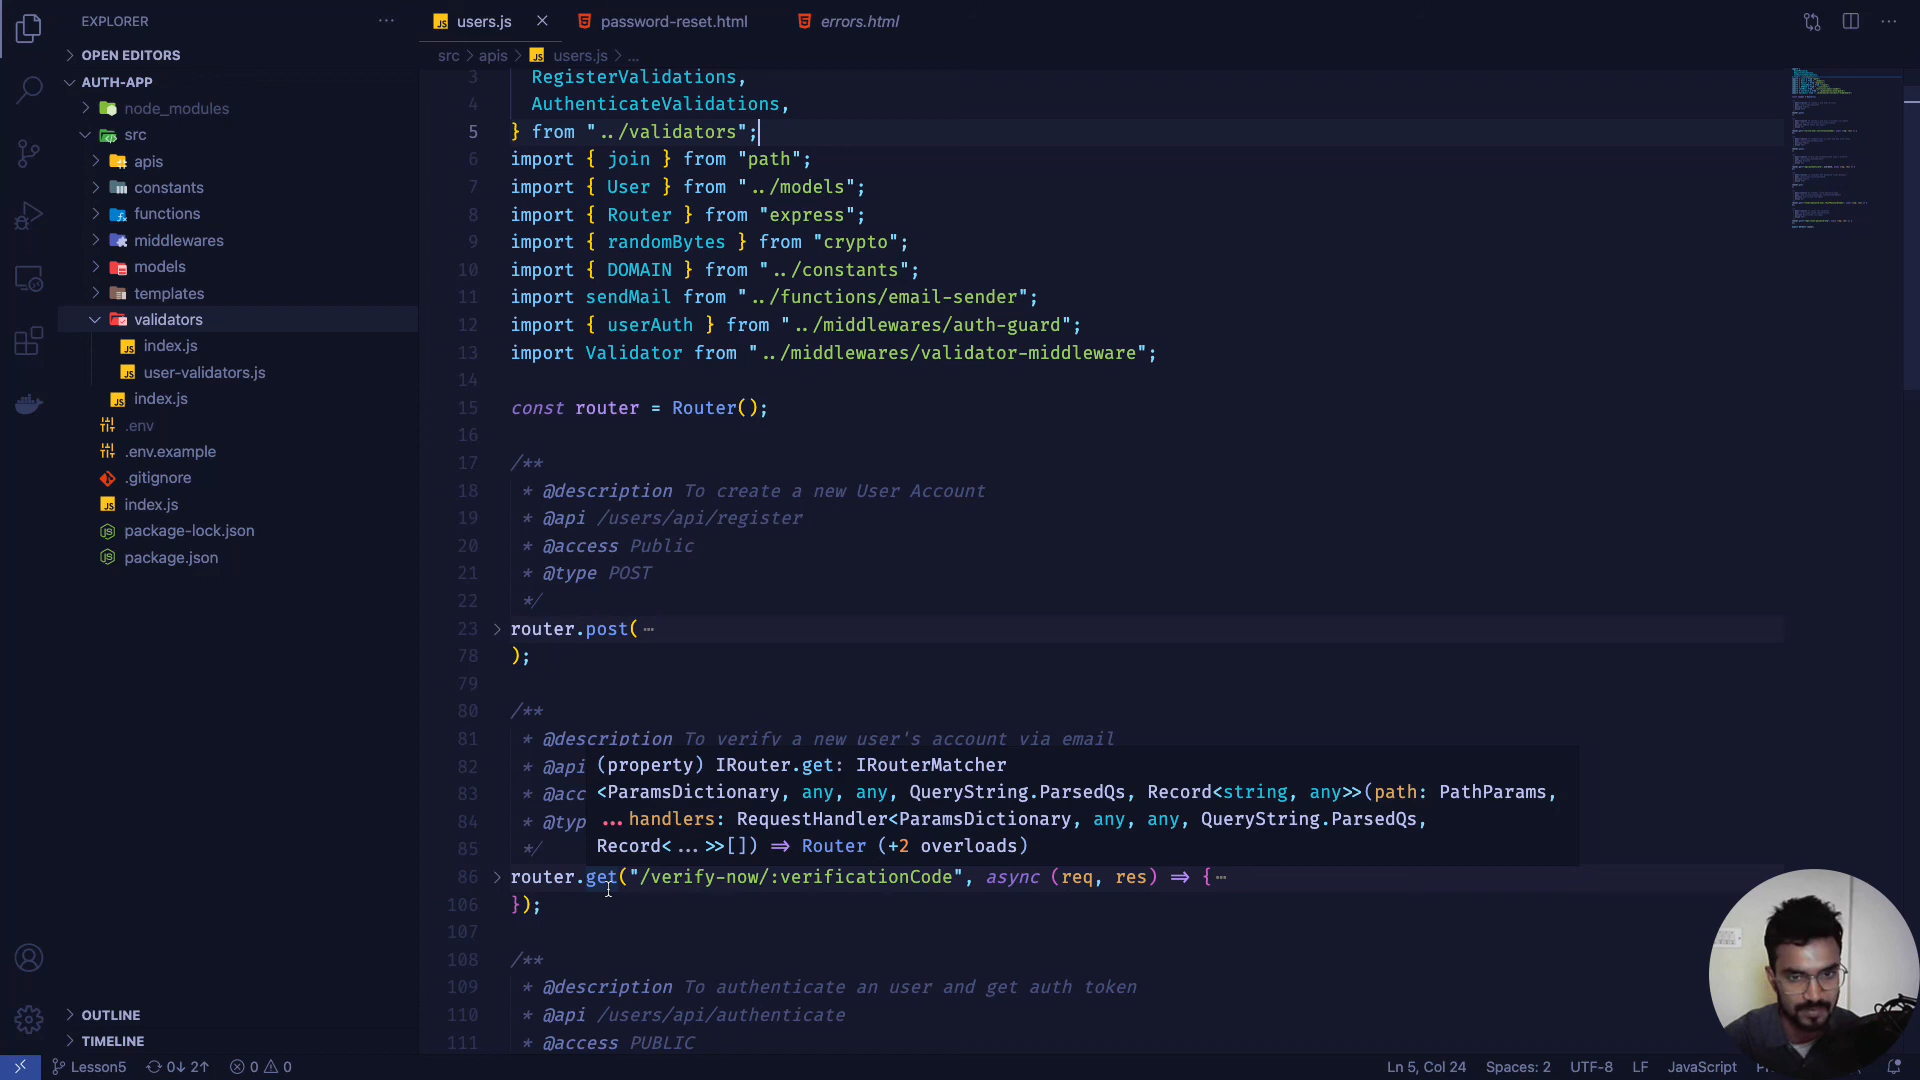 EXPLORER
users.js
password-reset.html
errors.html
OPEN EDITORS
src > apis > users.js > ...
AUTH-APP
node_modules
src
apis
constants
functions
middlewares
models
templates
validators
index.js
user-validators.js
index.js
.env
.env.example
.gitignore
index.js
package-lock.json
package.json
OUTLINE
TIMELINE
3 RegisterValidations,
4 AuthenticateValidations,
5 } from "../validators";
6 import { join } from "path";
7 import { User } from "../models";
8 import { Router } from "express";
9 import { randomBytes } from "crypto";
10 import { DOMAIN } from "../constants";
11 import sendMail from "../functions/email-sender";
12 import { userAuth } from "../middlewares/auth-guard";
13 import Validator from "../middlewares/validator-middleware";
14
15 const router = Router();
16
17 /**
18 * @description To create a new User Account
19 * @api /users/api/register
20 * @access Public
21 * @type POST
22 */
23 router.post( ...
78 );
79
80 /**
81 * @description To verify a new user's account via email
82 * @api
83 * @acc
84 * @typ
85 */
(property) IRouter.get: IRouterMatcher
<ParamsDictionary, any, any, QueryString.ParsedQs, Record<string, any>>(path: PathParams,
...handlers: RequestHandler<ParamsDictionary, any, any, QueryString.ParsedQs,
Record<...>>[]) => Router (+2 overloads)
86 router.get("/verify-now/:verificationCode", async (req, res) => { ...
106 });
107
108 /**
109 * @description To authenticate an user and get auth token
110 * @api /users/api/authenticate
111 * @access PUBLIC
Lesson5
0↓ 2↑
0
0
Ln 5, Col 24
Spaces: 2
UTF-8
LF
JavaScript